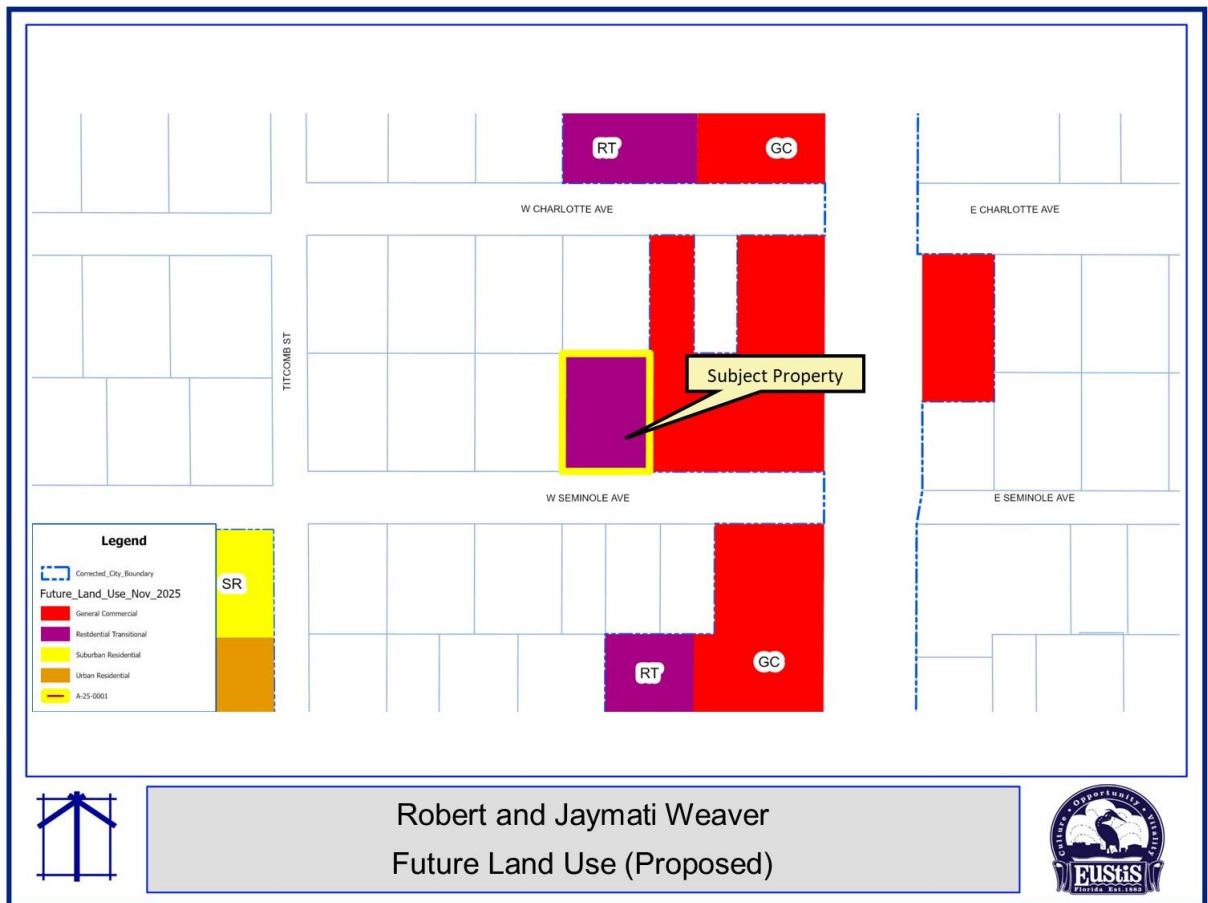 RT
GC
W CHARLOTTE AVE
E CHARLOTTE AVE
TITCOMB ST
Subject Property
W SEMINOLE AVE
E SEMINOLE AVE
Legend
Corrected_City_Boundary
Future_Land_Use_Nov_2025
General Commercial
Residential Transitional
Suburban Residential
Urban Residential
A-25-0001
SR
RT
GC
Robert and Jaymati Weaver
Future Land Use (Proposed)
Culture • Opportunity • Vitality
EUSTIS
Florida Est.1883